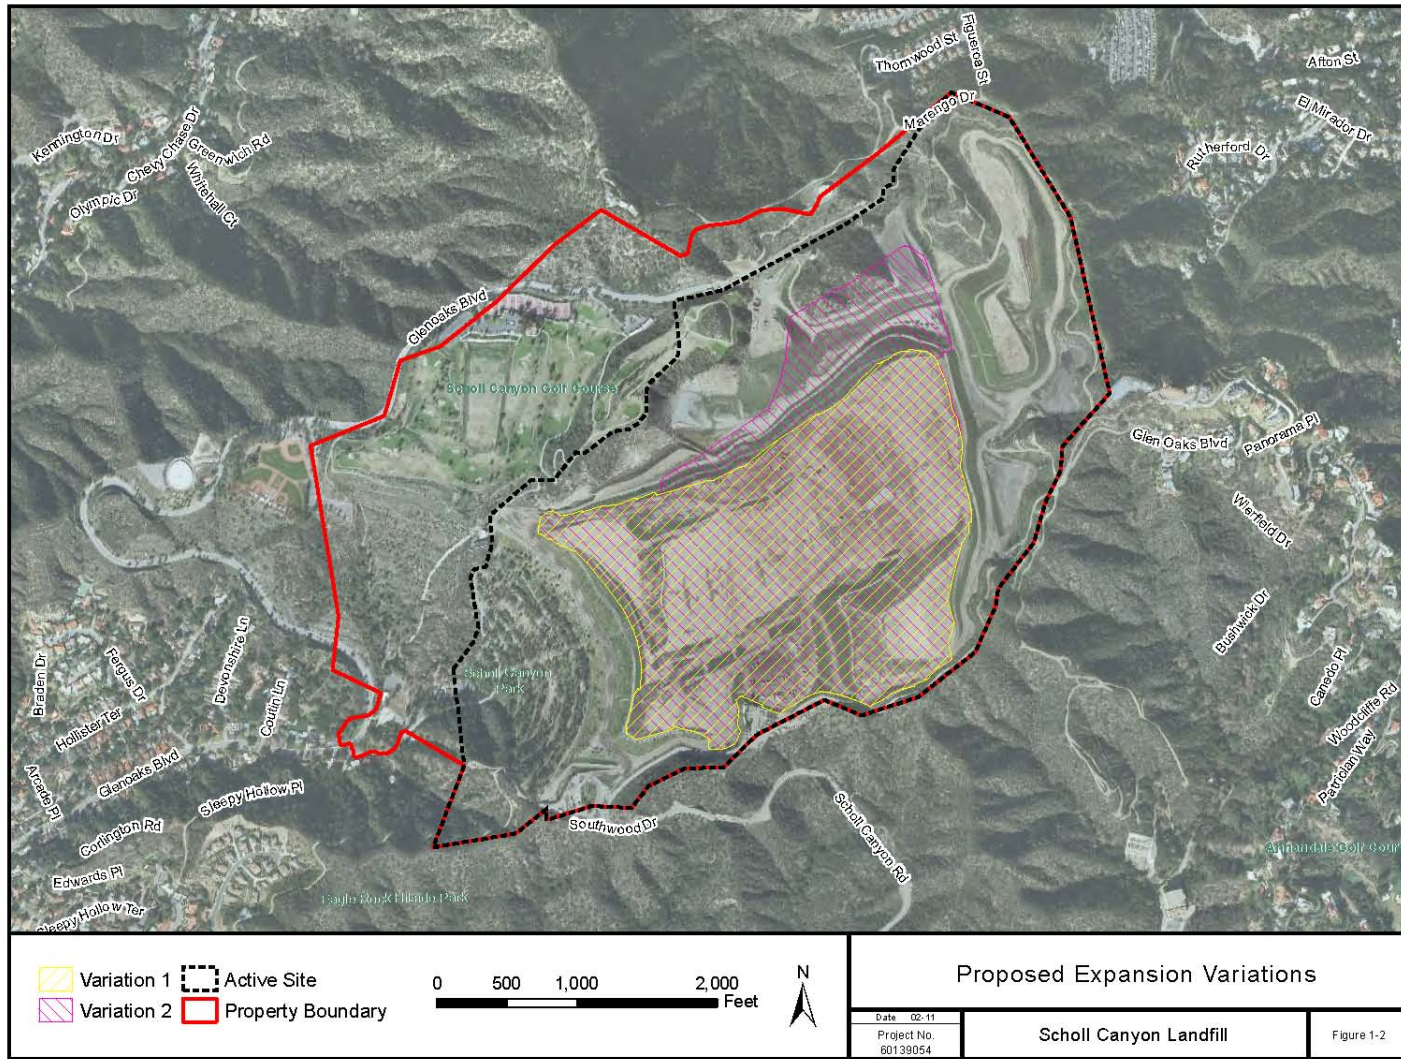 Thornwood St
Figueroa St
Afton St
Marengo Dr
El Mirador Dr
Rutherford Dr
Kennington Dr
Chevy Chase Dr
Greenwich Rd
Whitehall Ct
Olympic Dr
Glenoaks Blvd
Scholl Canyon Golf Course
Glen Oaks Blvd
Panorama Pl
Wierfield Dr
Bushwick Dr
Canedo Pl
Woodcliffe Rd
Patrician Way
Braden Dr
Fergus Dr
Devonshire Ln
Coutin Ln
Hollister Ter
Glenoaks Blvd
Arcade Pl
Sleepy Hollow Pl
Corlington Rd
Edwards Pl
Sleepy Hollow Ter
Scholl Canyon
Park
Southwood Dr
Scholl Canyon Rd
Eagle Rock Hillside Park
Annandale Golf Cour
Variation 1
Active Site
Variation 2
Property Boundary
0 500 1,000 2,000
Feet
N
Proposed Expansion Variations
Date 02-11
Project No.
60139054
Scholl Canyon Landfill
Figure 1-2